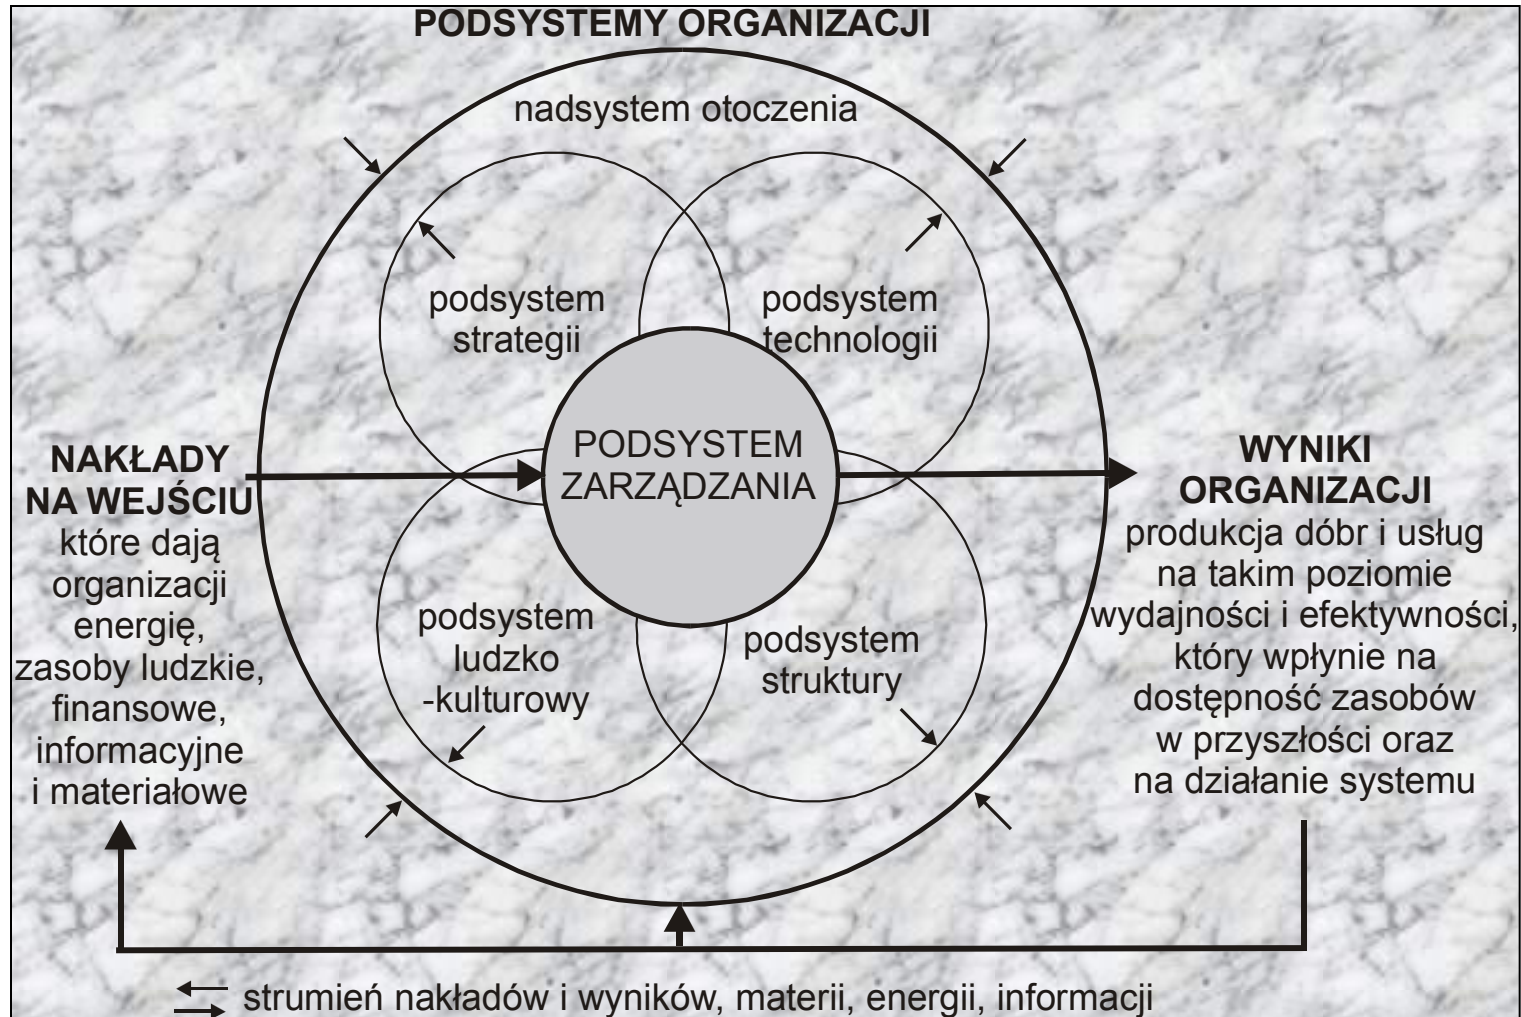 PODSYSTEMY ORGANIZACJI
nadsystem otoczenia
podsystem
strategii
podsystem
technologii
PODSYSTEM
ZARZĄDZANIA
NAKŁADY
NA WEJŚCIU
które dają
organizacji
energię,
zasoby ludzkie,
finansowe,
informacyjne
i materiałowe
podsystem
ludzko
-kulturowy
podsystem
struktury
WYNIKI
ORGANIZACJI
produkcja dóbr i usług
na takim poziomie
wydajności i efektywności,
który wpłynie na
dostępność zasobów
w przyszłości oraz
na działanie systemu
strumień nakładów i wyników, materii, energii, informacji